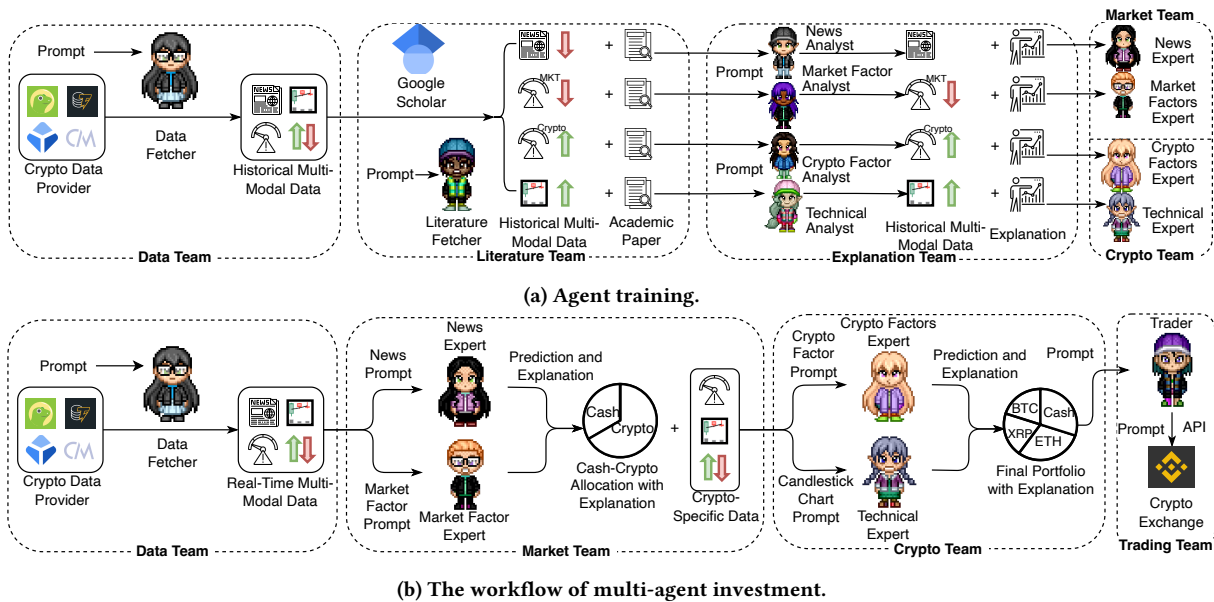 Prompt
NEWS
Crypto Data
Provider
CM
Data
Fetcher
Historical Multi-
Modal Data
Data Team
Google
Scholar
Prompt
Literature
Fetcher
NEWS
+
MKT
+
Crypto
+
+
Historical Multi-
Modal Data
Academic
Paper
Literature Team
News
Analyst
Prompt
Market Factor
Analyst
Prompt
Crypto Factor
Analyst
Technical
Analyst
NEWS
+
MKT
+
Crypto
+
+
Historical Multi-
Modal Data
Explanation
Explanation Team
Market Team
News
Expert
Market
Factors
Expert
Crypto
Factors
Expert
Technical
Expert
Crypto Team
(a) Agent training.
Prompt
CM
Crypto Data
Provider
Data
Fetcher
NEWS
Real-Time Multi-
Modal Data
Data Team
News
Prompt
News
Expert
Market
Factor
Prompt
Market Factor
Expert
Prediction and
Explanation
Cash
Crypto
Cash-Crypto
Allocation with
Explanation
+
Crypto-
Specific Data
Market Team
Crypto
Factor
Prompt
Crypto Factors
Expert
Candlestick
Chart
Prompt
Technical
Expert
Prediction and
Explanation
BTC
Cash
XRP
ETH
Final Portfolio
with Explanation
Crypto Team
Prompt
Trader
Prompt
API
Crypto
Exchange
Trading Team
(b) The workflow of multi-agent investment.